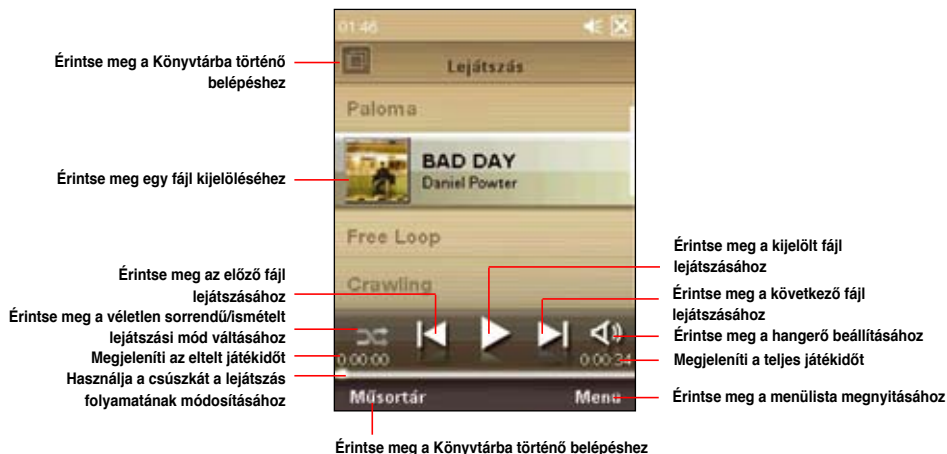 01:46
Lejátszás
Paloma
BAD DAY
Daniel Powter
Free Loop
Crawling
0:00:00
0:00:34
Műsortár
Menü
Érintse meg a Könyvtárba történő
belépéshez
Érintse meg egy fájl kijelöléséhez
Érintse meg az előző fájl
lejátszásához
Érintse meg a véletlen sorrendű/ismételt
lejátszási mód váltásához
Megjeleníti az eltelt játékidőt
Használja a csúszkát a lejátszás
folyamatának módosításához
Érintse meg a kijelölt fájl
lejátszásához
Érintse meg a következő fájl
lejátszásához
Érintse meg a hangerő beállításához
Megjeleníti a teljes játékidőt
Érintse meg a menülista megnyitásához
Érintse meg a Könyvtárba történő belépéshez